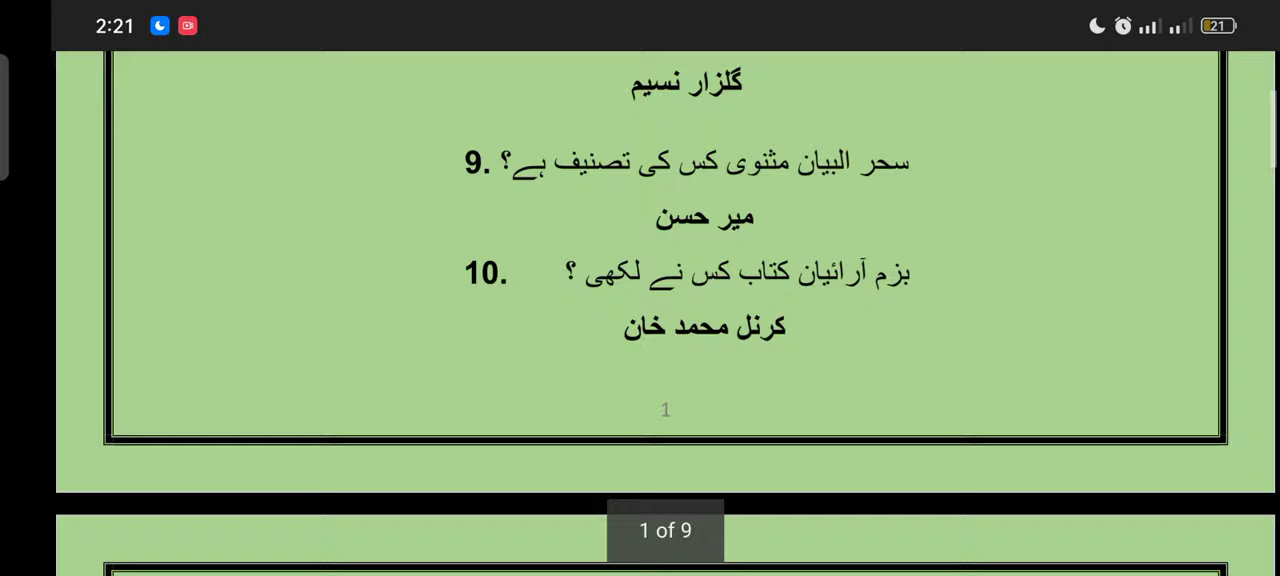 2:21
21
گلزار نسیم
9. سحر البیان مثنوی کس کی تصنیف ہے؟
میر حسن
10. بزم آرائیان کتاب کس نے لکھی ؟
کرنل محمد خان
1
1 of 9